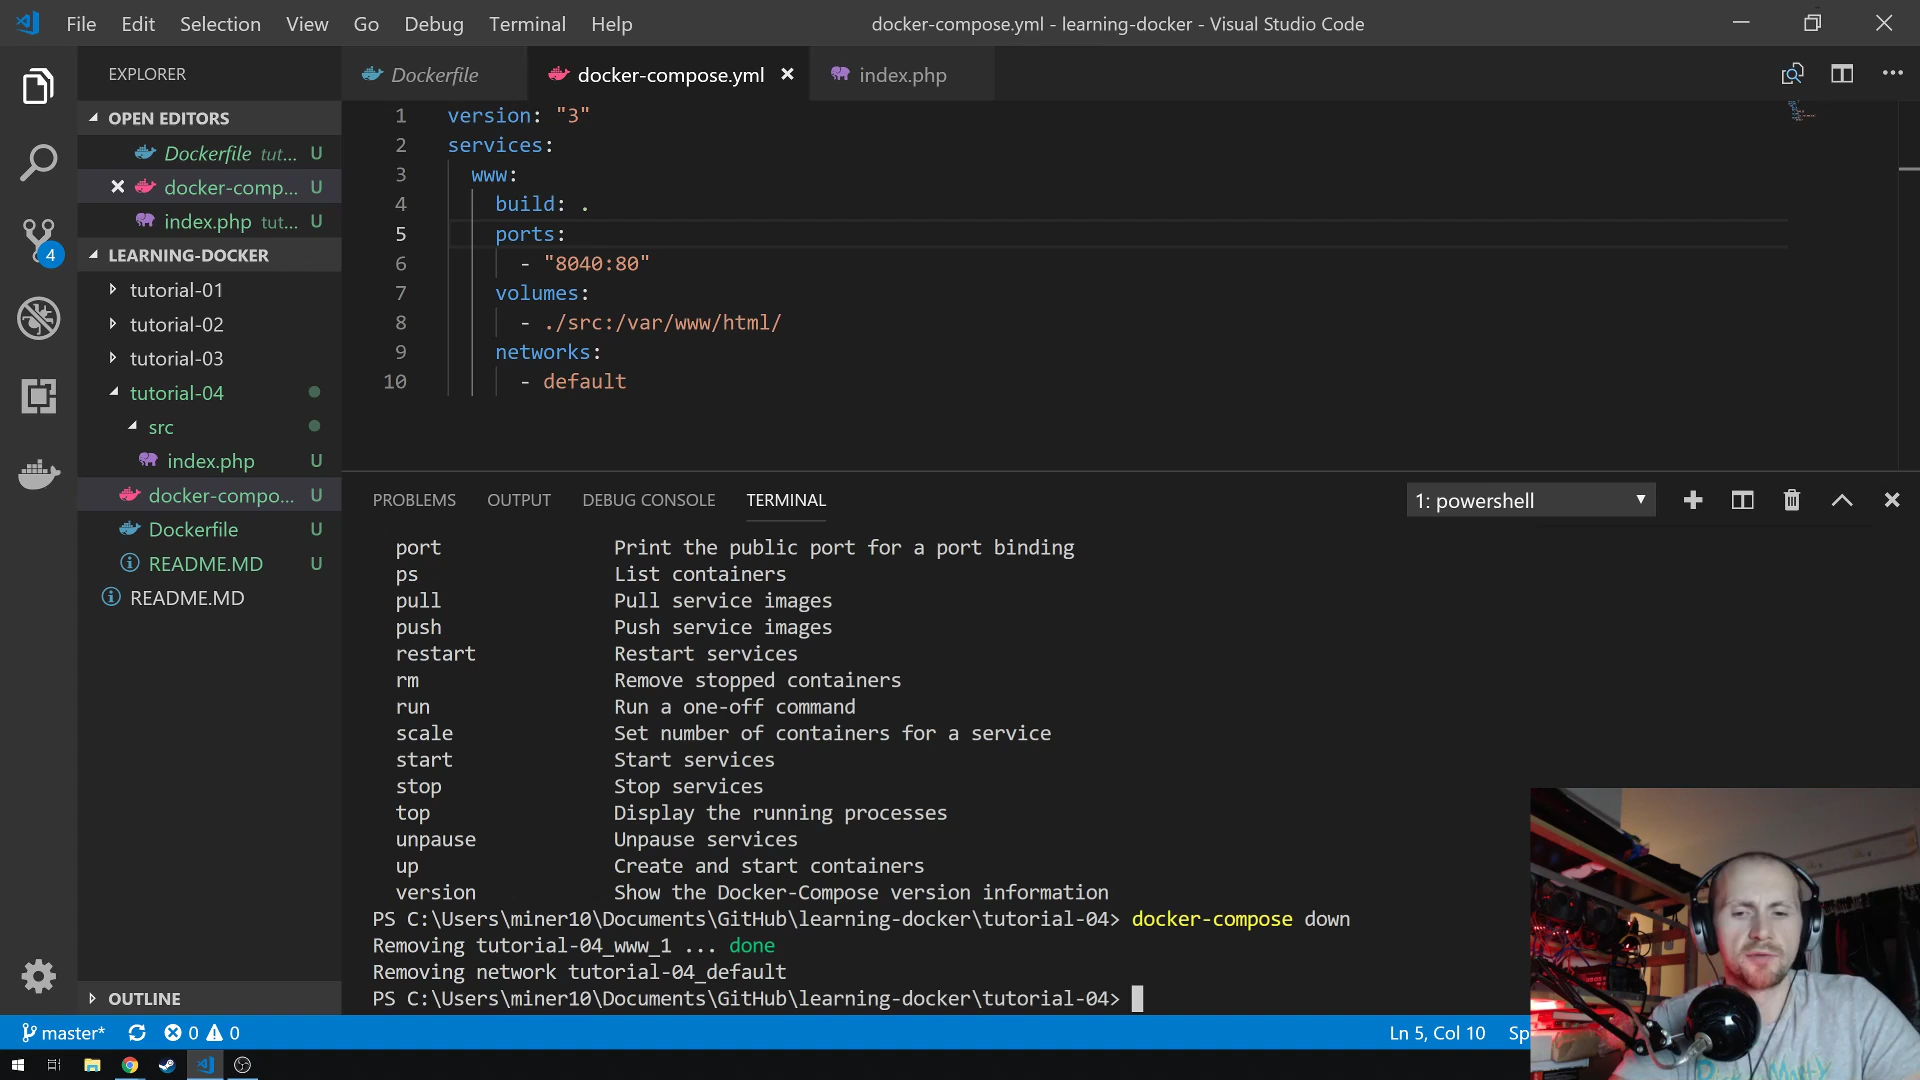 File Edit Selection View Go Debug Terminal Help
docker-compose.yml - learning-docker - Visual Studio Code
EXPLORER
OPEN EDITORS
Dockerfile tut... U
docker-comp... U
index.php tut... U
LEARNING-DOCKER
tutorial-01
tutorial-02
tutorial-03
tutorial-04
src
index.php U
docker-compo... U
Dockerfile U
README.MD U
README.MD
OUTLINE
4
Dockerfile
docker-compose.yml
index.php
1 version: "3"
2 services:
3 www:
4 build: .
5 ports:
6 - "8040:80"
7 volumes:
8 - ./src:/var/www/html/
9 networks:
10 - default
PROBLEMS OUTPUT DEBUG CONSOLE TERMINAL
1: powershell
port Print the public port for a port binding
ps List containers
pull Pull service images
push Push service images
restart Restart services
rm Remove stopped containers
run Run a one-off command
scale Set number of containers for a service
start Start services
stop Stop services
top Display the running processes
unpause Unpause services
up Create and start containers
version Show the Docker-Compose version information
PS C:\Users\miner10\Documents\GitHub\learning-docker\tutorial-04> docker-compose down
Removing tutorial-04_www_1 ... done
Removing network tutorial-04_default
PS C:\Users\miner10\Documents\GitHub\learning-docker\tutorial-04>
master* 0 0
Ln 5, Col 10 Sp